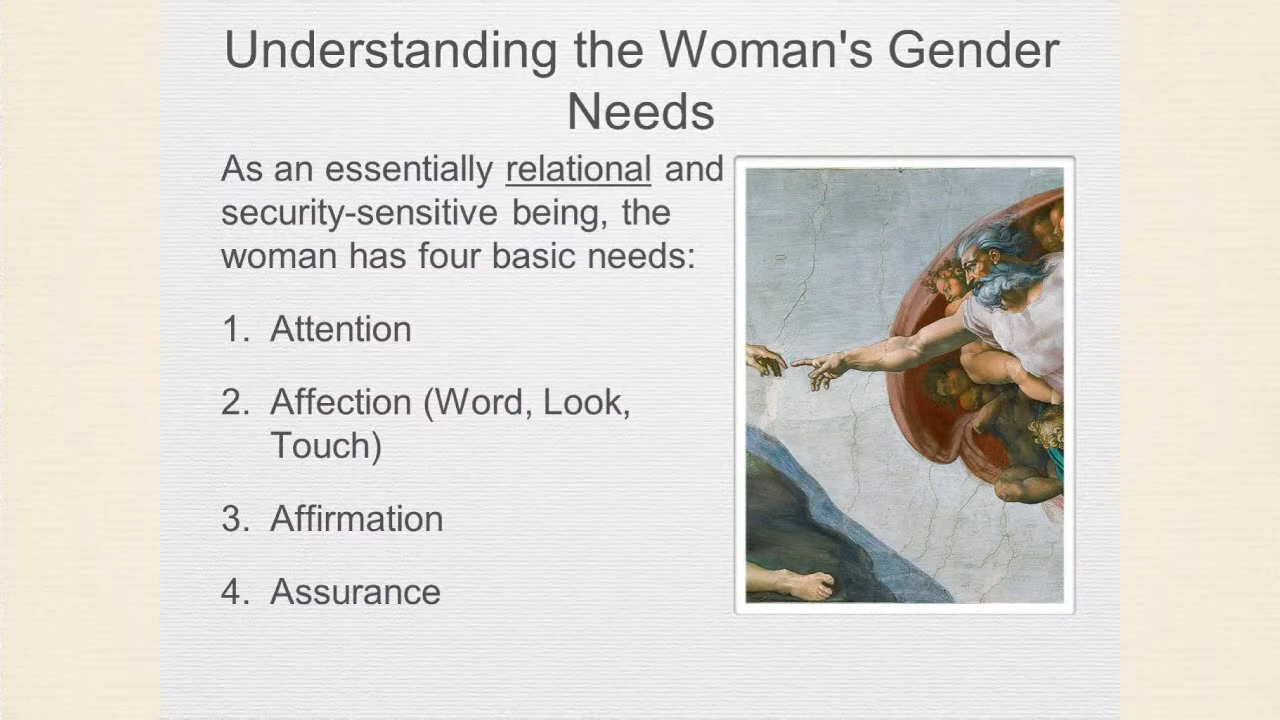 Understanding the Woman's Gender
Needs
As an essentially relational and
security-sensitive being, the
woman has four basic needs:
1. Attention
2. Affection (Word, Look,
Touch)
3. Affirmation
4. Assurance